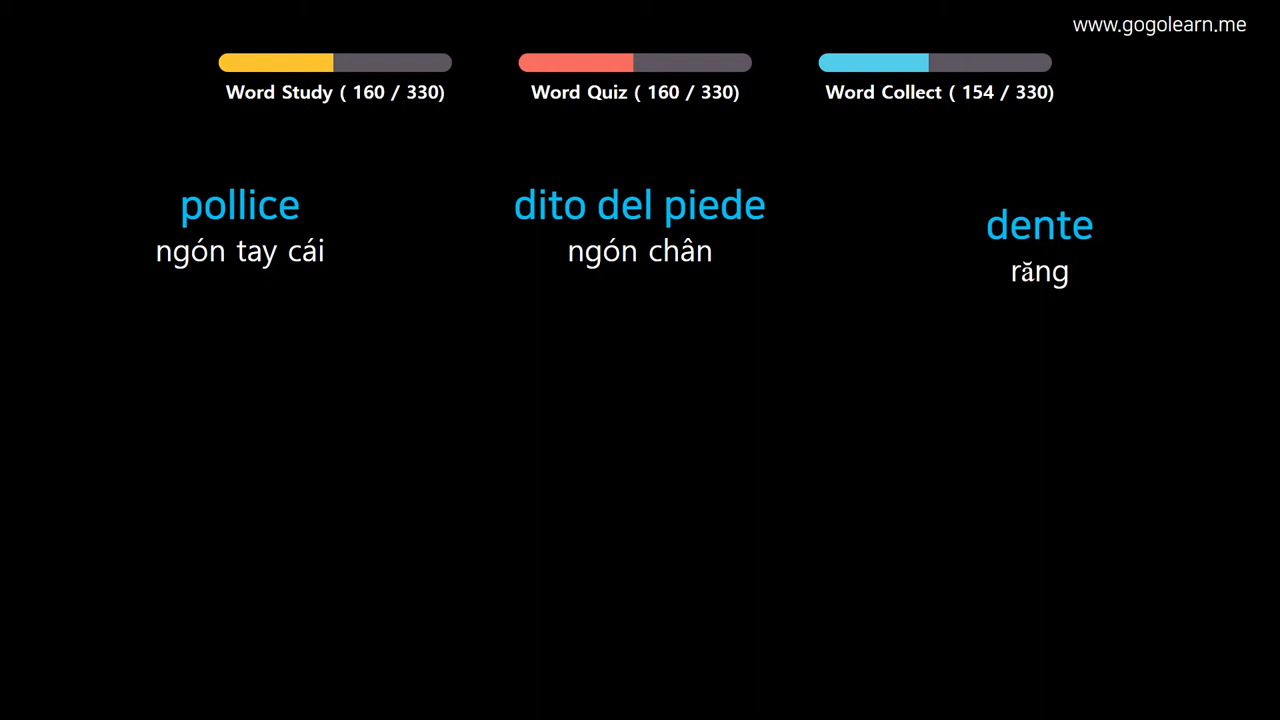 www.gogolearn.me
Word Study ( 160 / 330)
Word Quiz ( 160 / 330)
Word Collect ( 154 / 330)
pollice
ngón tay cái
dito del piede
ngón chân
dente
răng